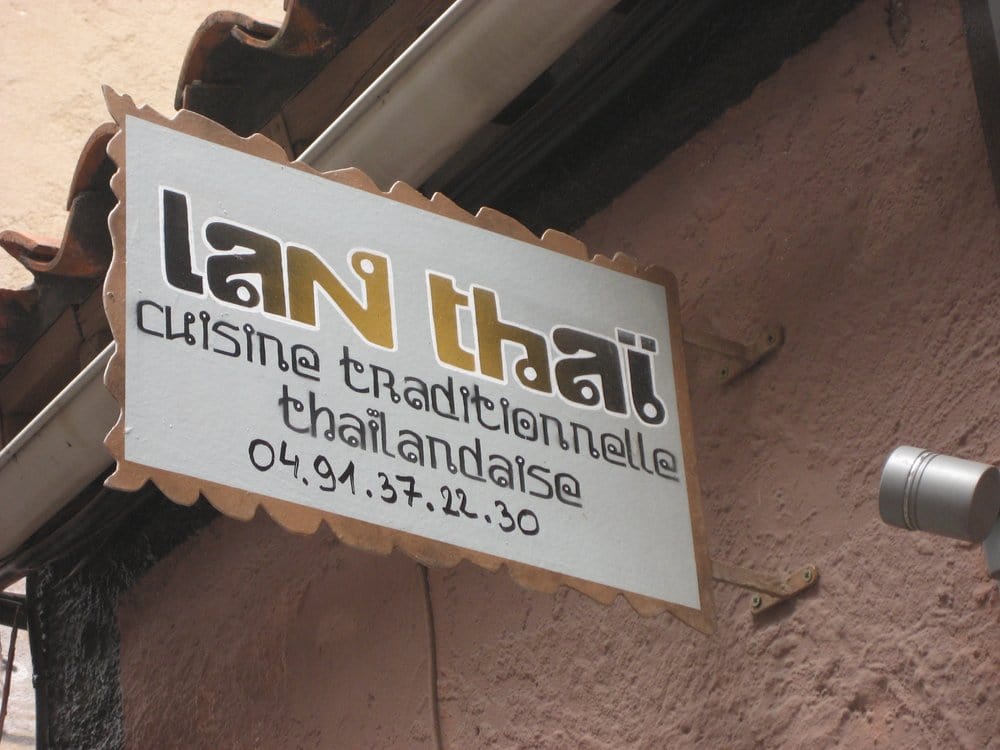 Lan Thaï
cuisine traditionnelle
thaïlandaise
04.91.37.22.30